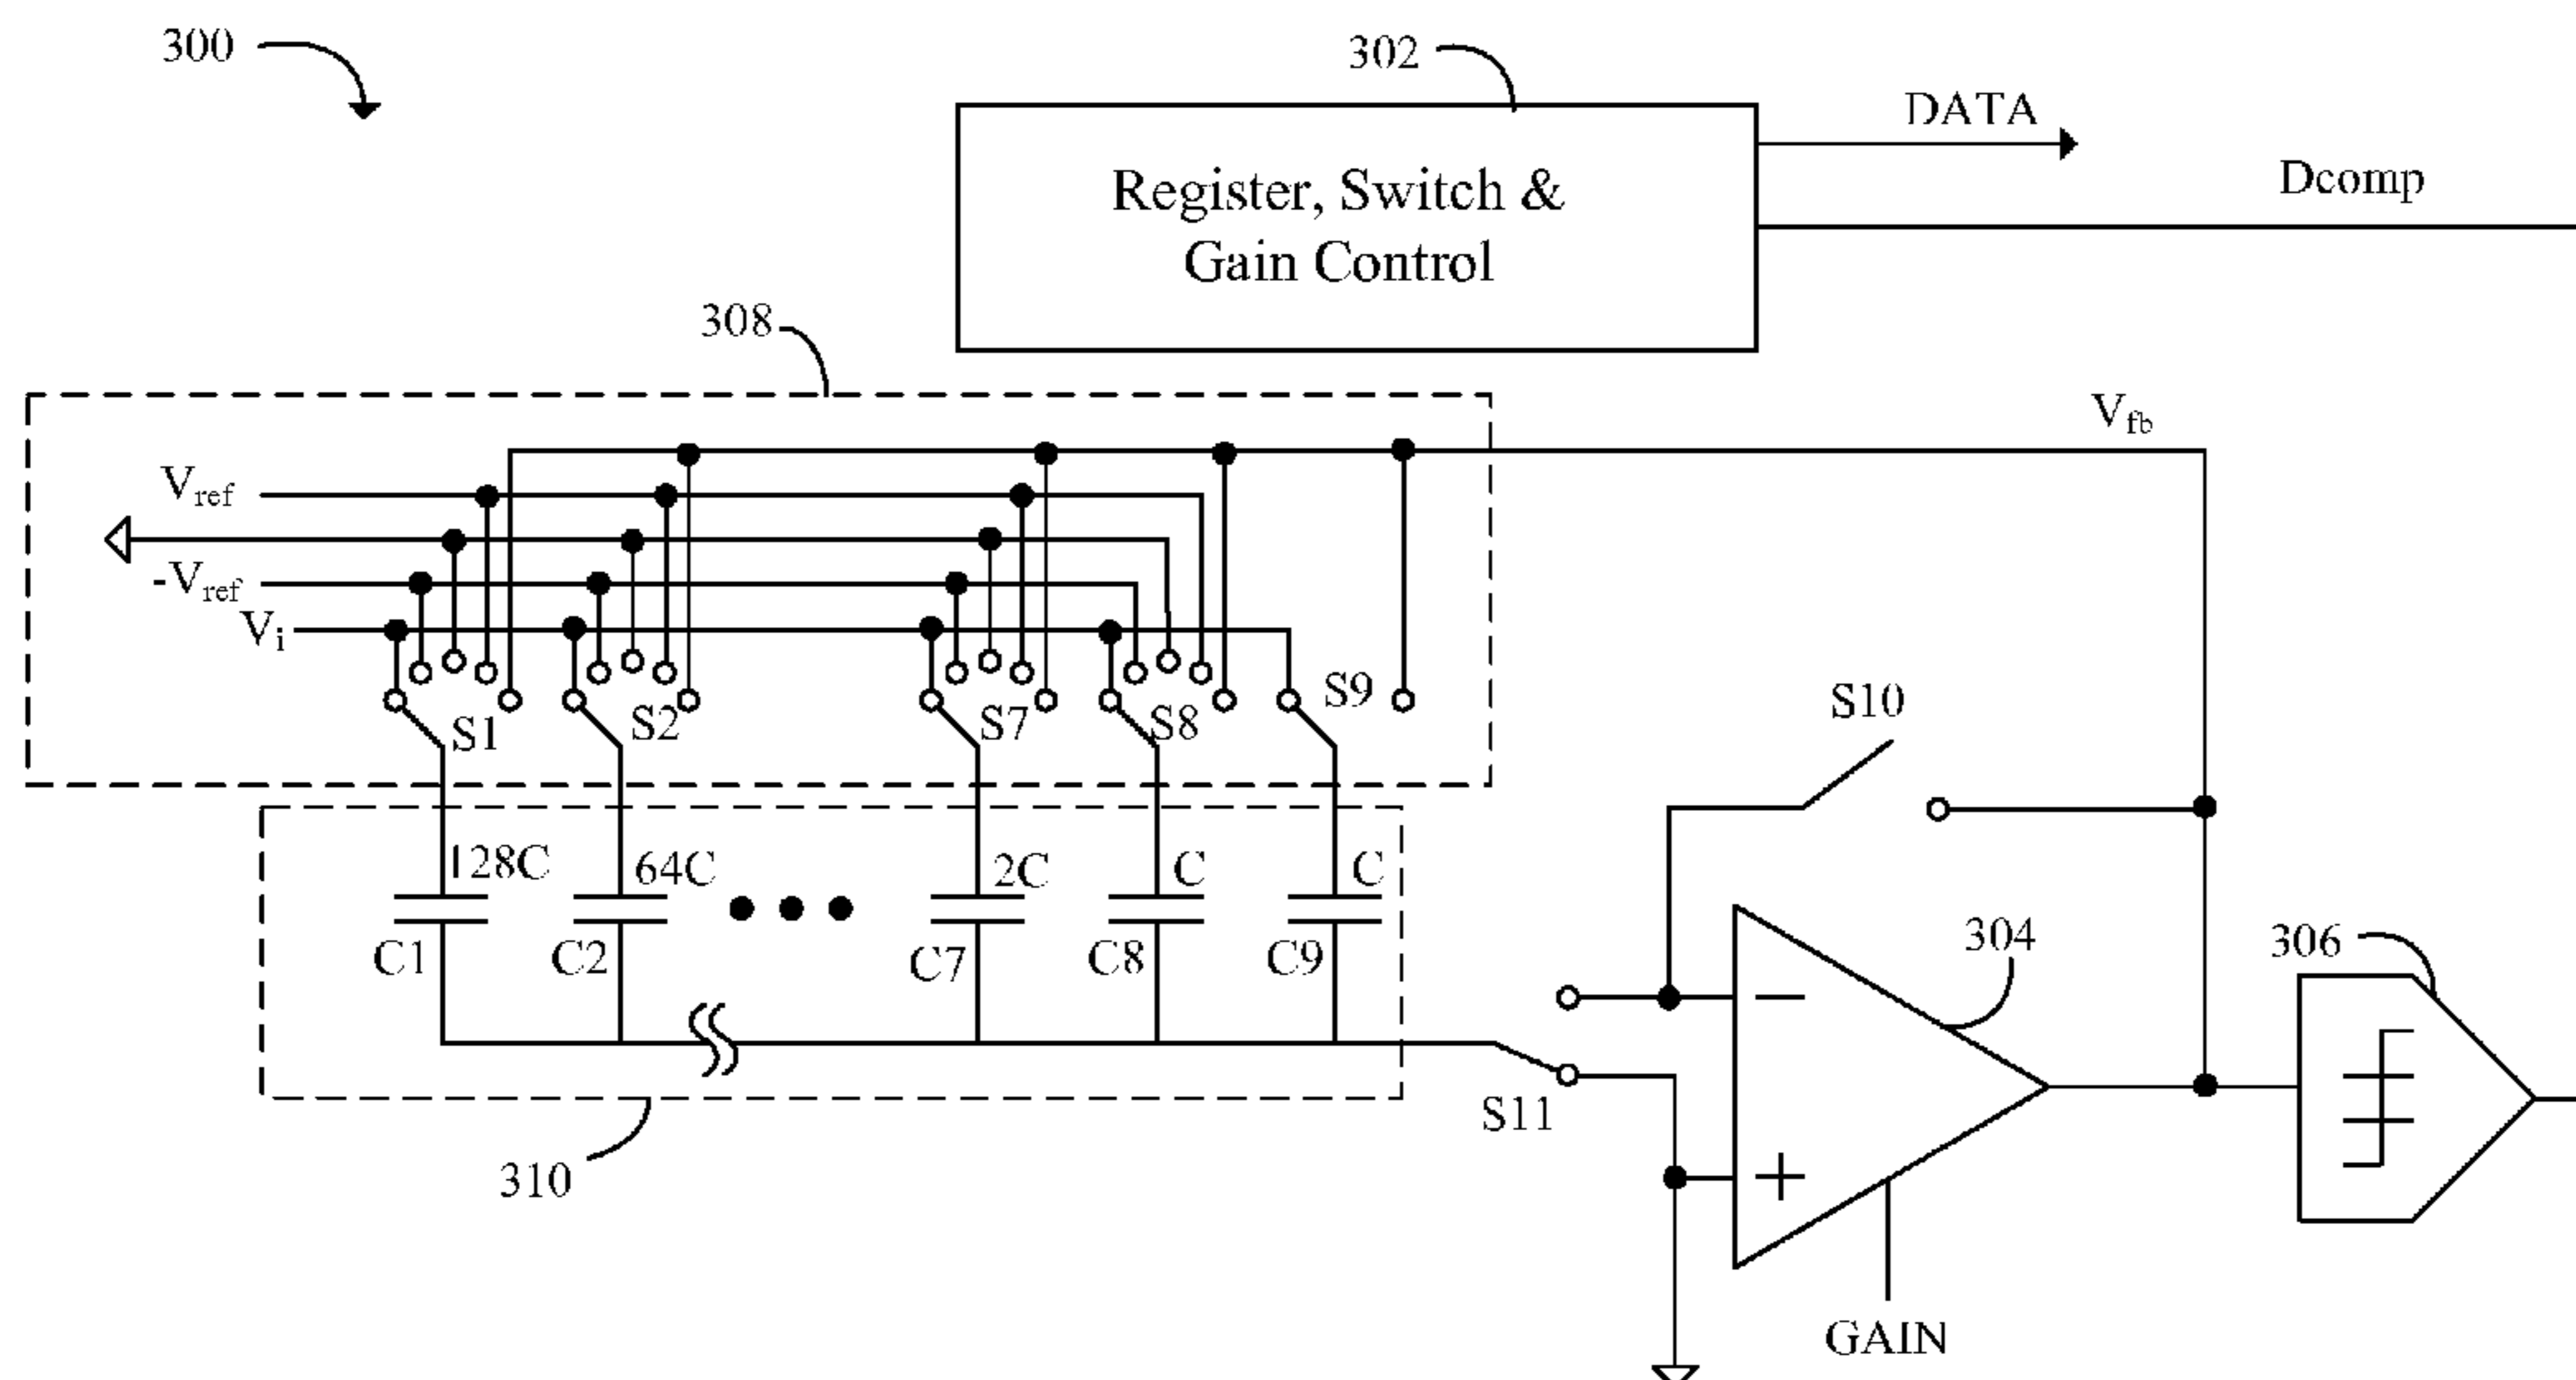 300
302
DATA
Dcomp
Register, Switch &
Gain Control
308
Vfb
Vref
-Vref
Vi
S1
S2
S7
S8
S9
S10
128C
64C
2C
C
C
C1
C2
C7
C8
C9
304
306
S11
310
GAIN